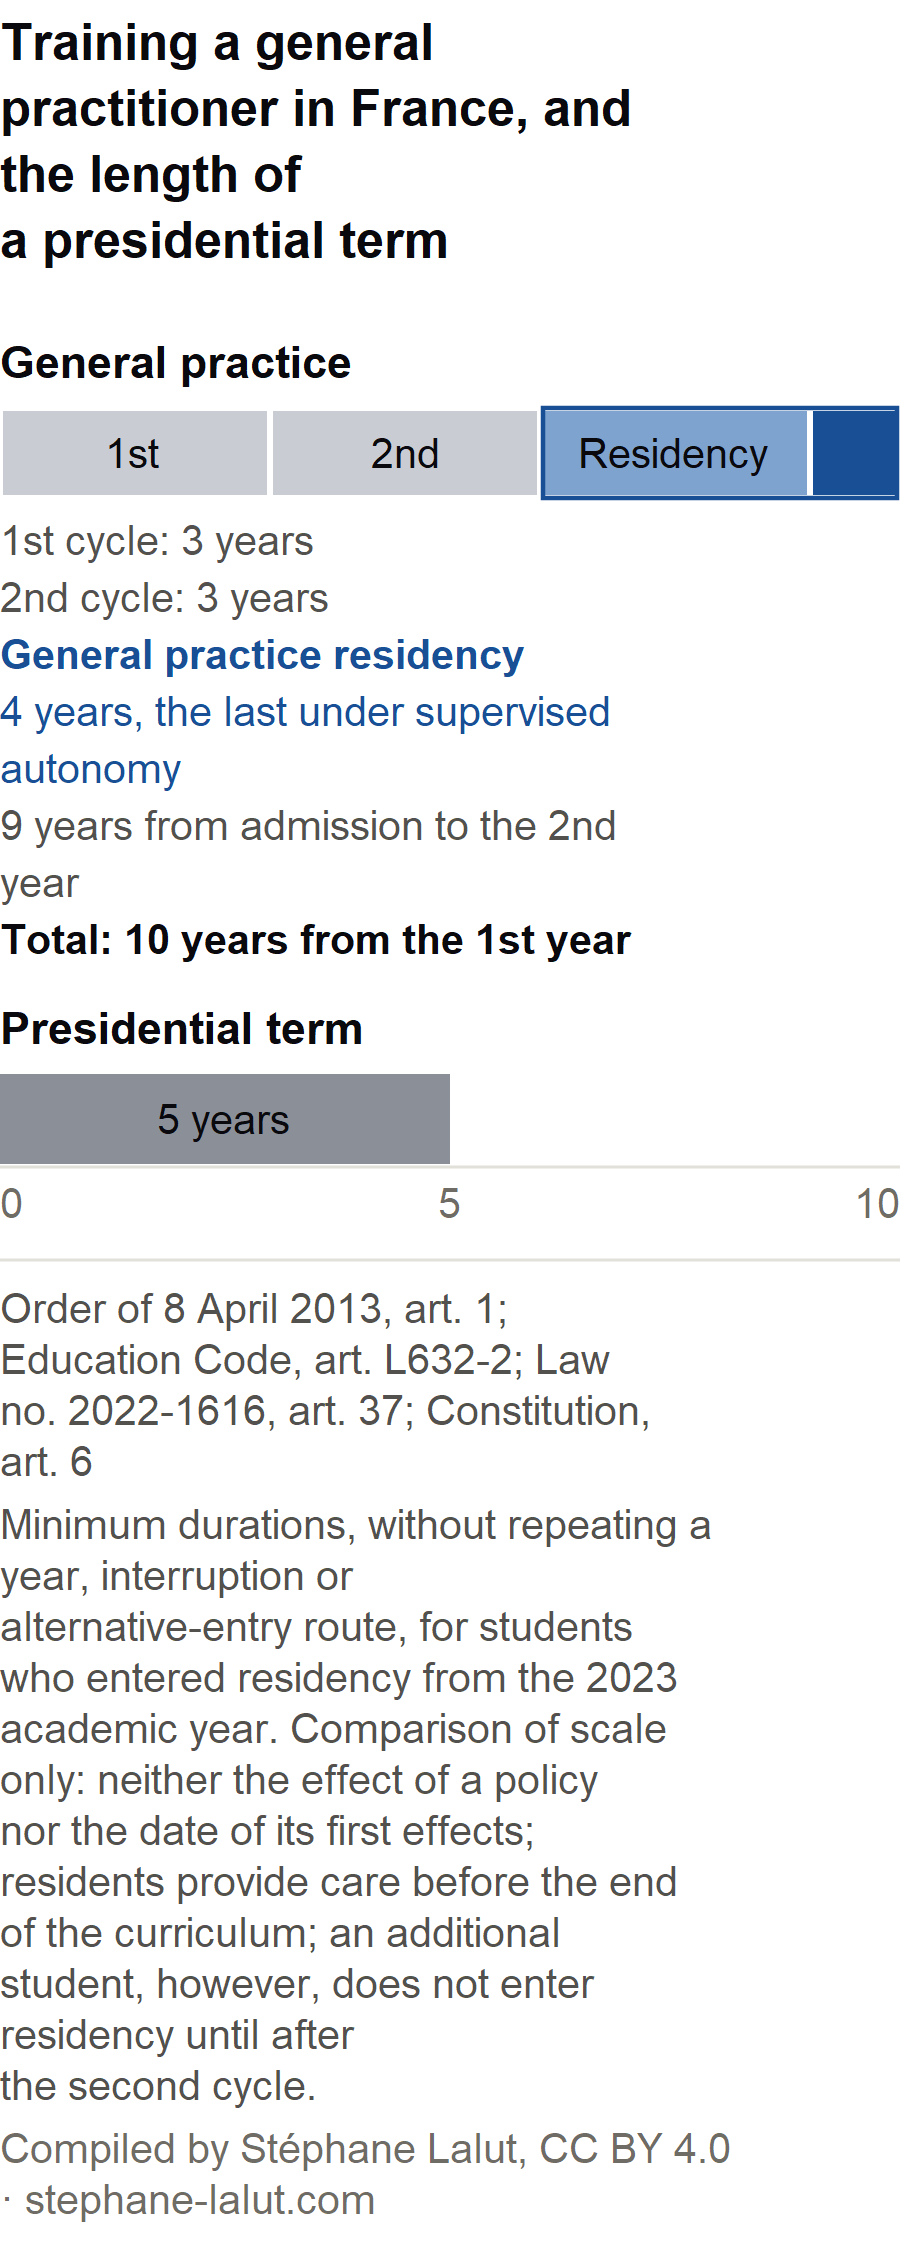 Training a general
practitioner in France, and
the length of
a presidential term
General practice
1st 2nd Residency
1st cycle: 3 years
2nd cycle: 3 years
General practice residency
4 years, the last under supervised
autonomy
9 years from admission to the 2nd
year
Total: 10 years from the 1st year
Presidential term
5 years
0 5 10
Order of 8 April 2013, art. 1;
Education Code, art. L632-2; Law
no. 2022-1616, art. 37; Constitution,
art. 6
Minimum durations, without repeating a
year, interruption or
alternative-entry route, for students
who entered residency from the 2023
academic year. Comparison of scale
only: neither the effect of a policy
nor the date of its first effects;
residents provide care before the end
of the curriculum; an additional
student, however, does not enter
residency until after
the second cycle.
Compiled by Stéphane Lalut, CC BY 4.0
· stephane-lalut.com